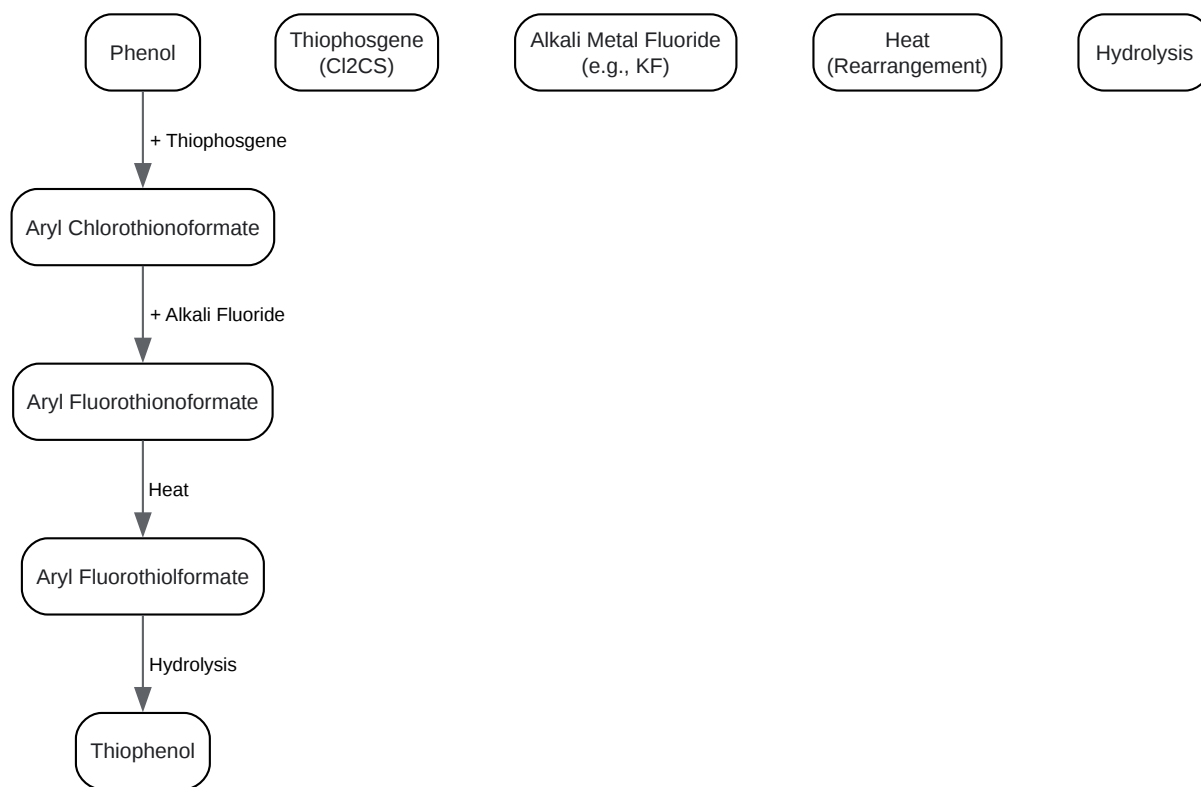 Phenol
Thiophosgene
(Cl2CS)
Alkali Metal Fluoride
(e.g., KF)
Heat
(Rearrangement)
Hydrolysis
+ Thiophosgene
Aryl Chlorothionoformate
+ Alkali Fluoride
Aryl Fluorothionoformate
Heat
Aryl Fluorothiolformate
Hydrolysis
Thiophenol